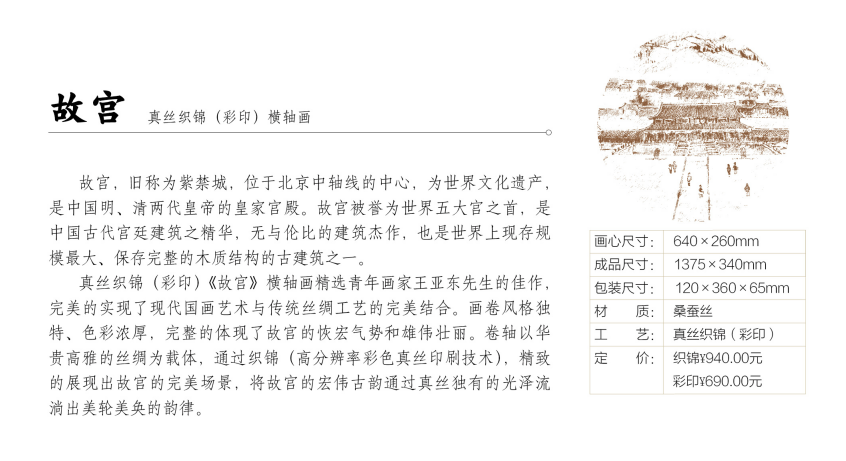 故宫 真丝织锦（彩印）横轴画
故宫，旧称为紫禁城，位于北京中轴线的中心，为世界文化遗产，
是中国明、清两代皇帝的皇家宫殿。故宫被誉为世界五大宫之首，是
中国古代宫廷建筑之精华，无与伦比的建筑杰作，也是世界上现存规
模最大、保存完整的木质结构的古建筑之一。
真丝织锦（彩印）《故宫》横轴画精选青年画家王亚东先生的佳作，
完美的实现了现代国画艺术与传统丝绸工艺的完美结合。画卷风格独
特、色彩浓厚，完整的体现了故宫的恢宏气势和雄伟壮丽。卷轴以华
贵高雅的丝绸为载体，通过织锦（高分辨率彩色真丝印刷技术），精致
的展现出故宫的完美场景，将故宫的宏伟古韵通过真丝独有的光泽流
淌出美轮美奂的韵律。
画心尺寸： 640×260mm
成品尺寸： 1375×340mm
包装尺寸： 120×360×65mm
材 质： 桑蚕丝
工 艺： 真丝织锦（彩印）
定 价： 织锦¥940.00元
彩印¥690.00元